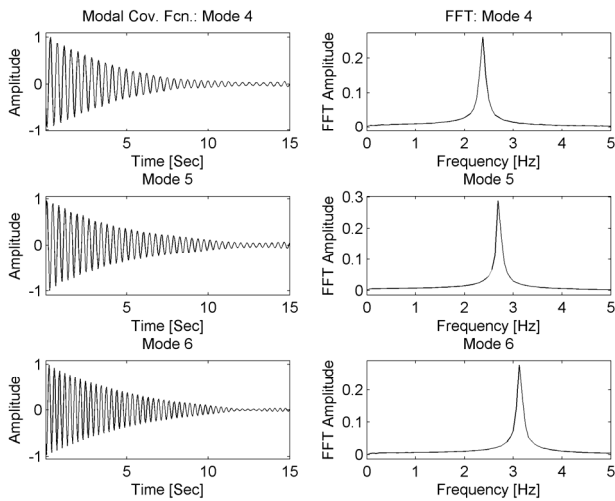 Modal Cov. Fcn.: Mode 4
FFT: Mode 4
Amplitude
1
0
-1
5
10
15
Time [Sec]
FFT Amplitude
0.2
0.1
0
0
1
2
3
4
5
Frequency [Hz]
Mode 5
Mode 5
Amplitude
1
0
-1
5
10
15
Time [Sec]
FFT Amplitude
0.3
0.2
0.1
0
0
1
2
3
4
5
Frequency [Hz]
Mode 6
Mode 6
Amplitude
1
0
-1
5
10
15
Time [Sec]
FFT Amplitude
0.2
0.1
0
0
1
2
3
4
5
Frequency [Hz]